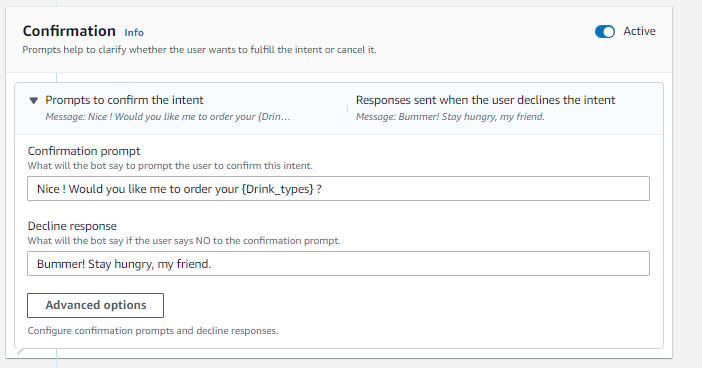 Confirmation Info
Active
Prompts help to clarify whether the user wants to fulfill the intent or cancel it.
Prompts to confirm the intent
Message: Nice ! Would you like me to order your {Drin...
Responses sent when the user declines the intent
Message: Bummer! Stay hungry, my friend.
Confirmation prompt
What will the bot say to prompt the user to confirm this intent.
Nice ! Would you like me to order your {Drink_types} ?
Decline response
What will the bot say if the user says NO to the confirmation prompt.
Bummer! Stay hungry, my friend.
Advanced options
Configure confirmation prompts and decline responses.